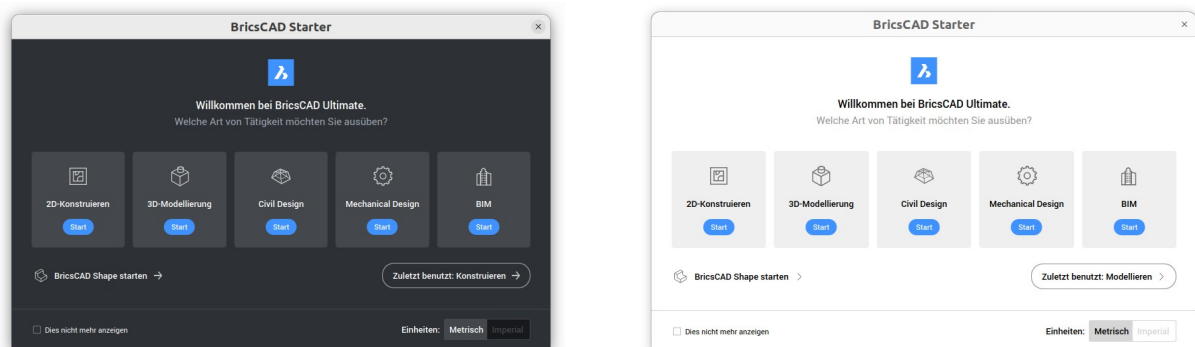 BricsCAD Starter
Willkommen bei BricsCAD Ultimate.
Welche Art von Tätigkeit möchten Sie ausüben?
2D-Konstruieren
3D-Modellierung
Civil Design
Mechanical Design
BIM
Start
Start
Start
Start
Start
BricsCAD Shape starten
Zuletzt benutzt: Konstruieren
Dies nicht mehr anzeigen
Einheiten: Metrisch Imperial
BricsCAD Starter
Willkommen bei BricsCAD Ultimate.
Welche Art von Tätigkeit möchten Sie ausüben?
2D-Konstruieren
3D-Modellierung
Civil Design
Mechanical Design
BIM
Start
Start
Start
Start
Start
BricsCAD Shape starten
Zuletzt benutzt: Modellieren
Dies nicht mehr anzeigen
Einheiten: Metrisch Imperial